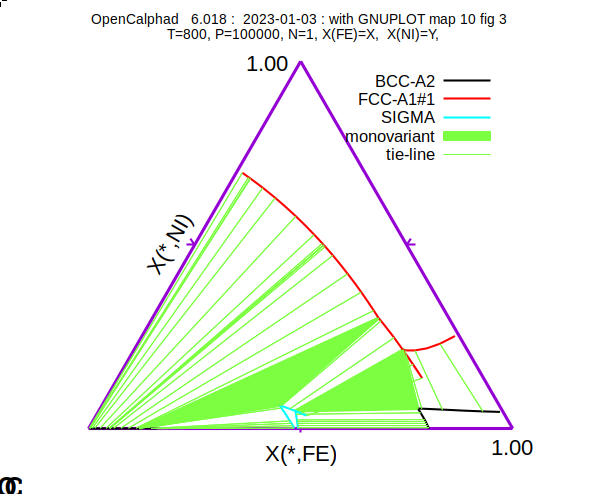 OpenCalphad   6.018 :  2023-01-03 : with GNUPLOT map 10 fig 3
T=800, P=100000, N=1, X(FE)=X,  X(NI)=Y,
1.00
BCC-A2
FCC-A1#1
SIGMA
monovariant
tie-line
X(*,NI)
1.00
X(*,FE)